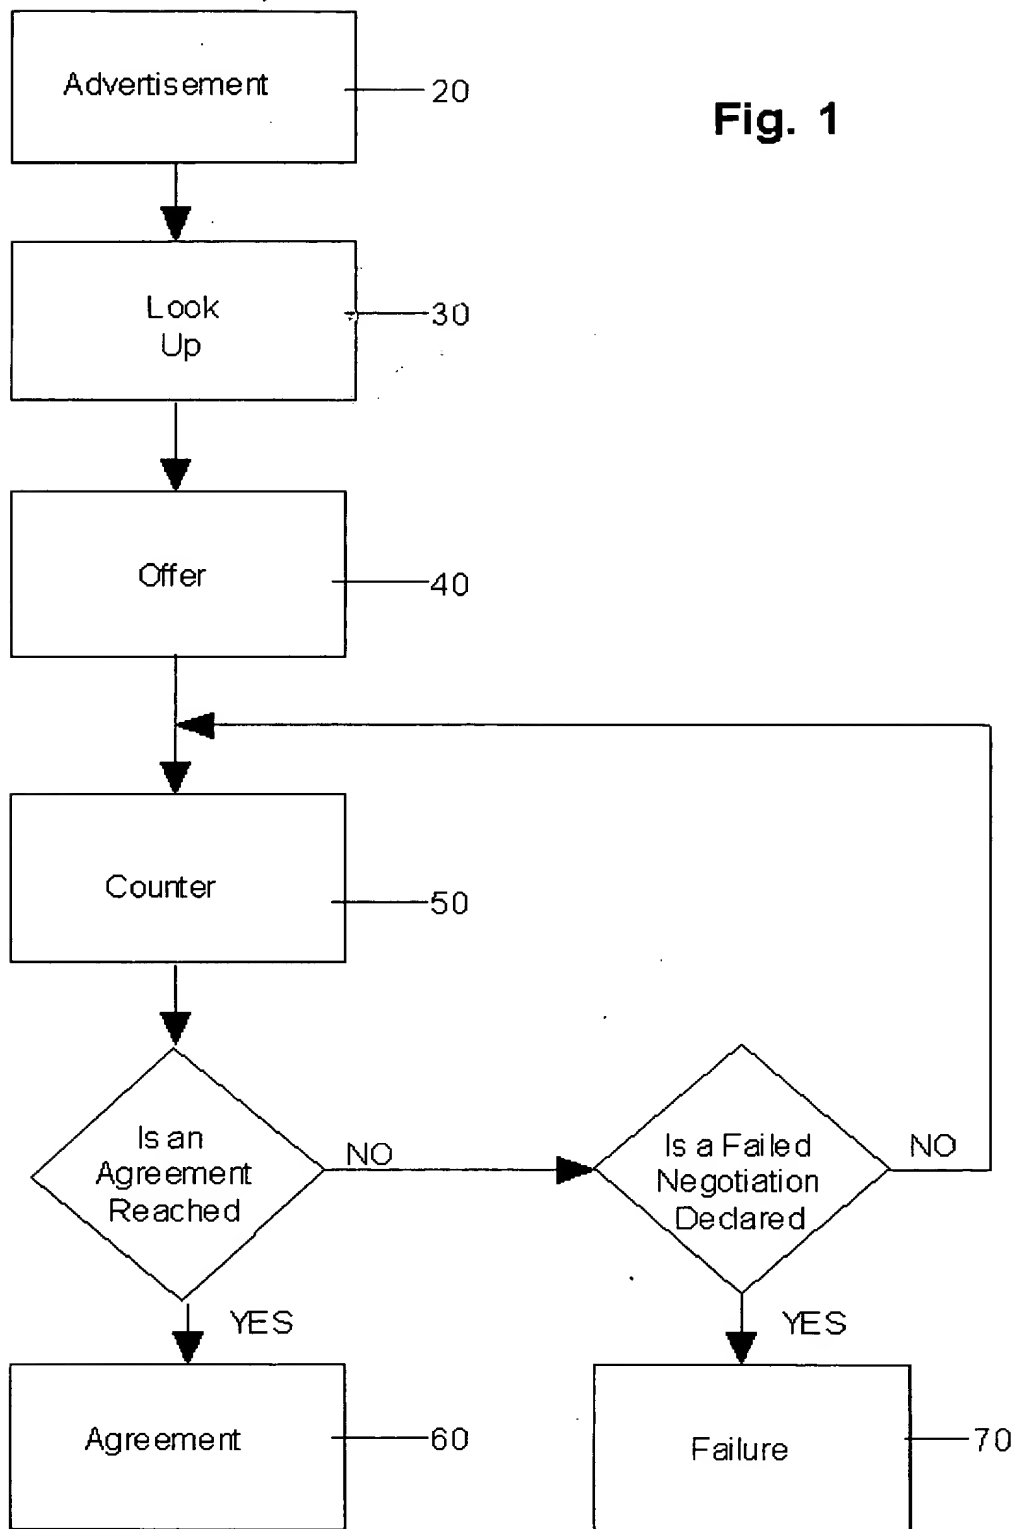 Advertisement
20
Fig. 1
Look
Up
30
Offer
40
Counter
50
Is an
Agreement
Reached
NO
Is a Failed
Negotiation
Declared
NO
YES
YES
Agreement
60
Failure
70